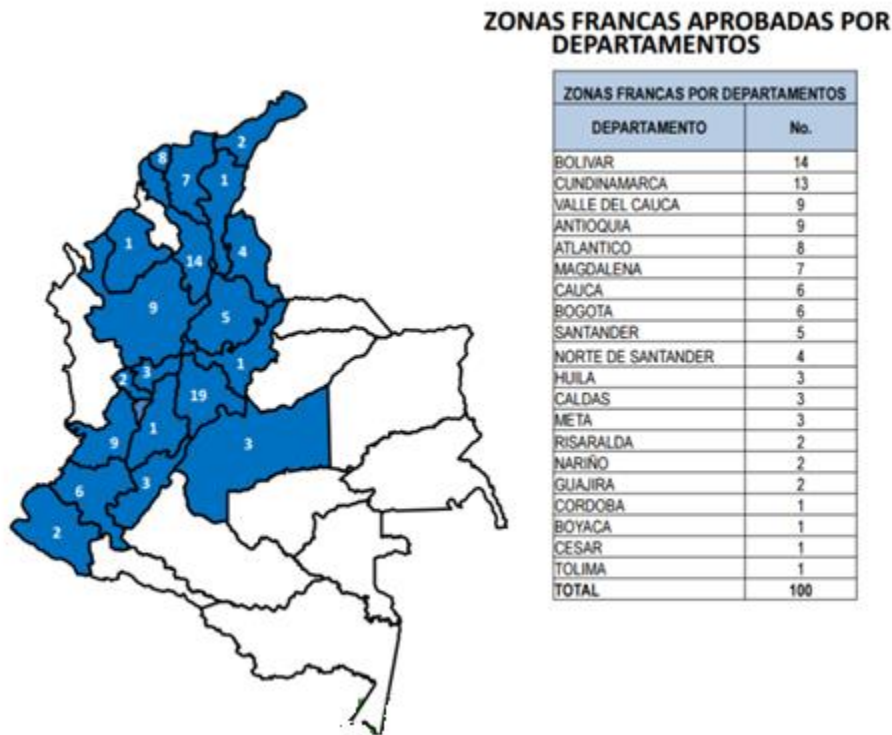 ZONAS FRANCAS APROBADAS POR
DEPARTAMENTOS
ZONAS FRANCAS POR DEPARTAMENTOS
DEPARTAMENTO No.
BOLIVAR 14
CUNDINAMARCA 13
VALLE DEL CAUCA 9
ANTIOQUIA 9
ATLANTICO 8
MAGDALENA 7
CAUCA 6
BOGOTA 6
SANTANDER 5
NORTE DE SANTANDER 4
HUILA 3
CALDAS 3
META 3
RISARALDA 2
NARIÑO 2
GUAJIRA 2
CORDOBA 1
BOYACA 1
CESAR 1
TOLIMA 1
TOTAL 100
2
8
7
1
1
14
4
9
5
1
3
2
19
1
9
3
3
6
2